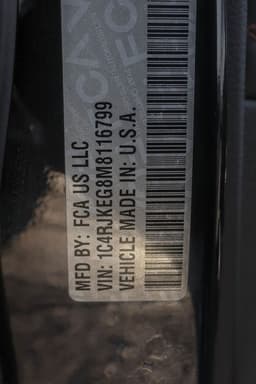 MFD BY: FCA US LLC
VIN: 1C4RJKEG8M8116799
VEHICLE MADE IN: U.S.A.